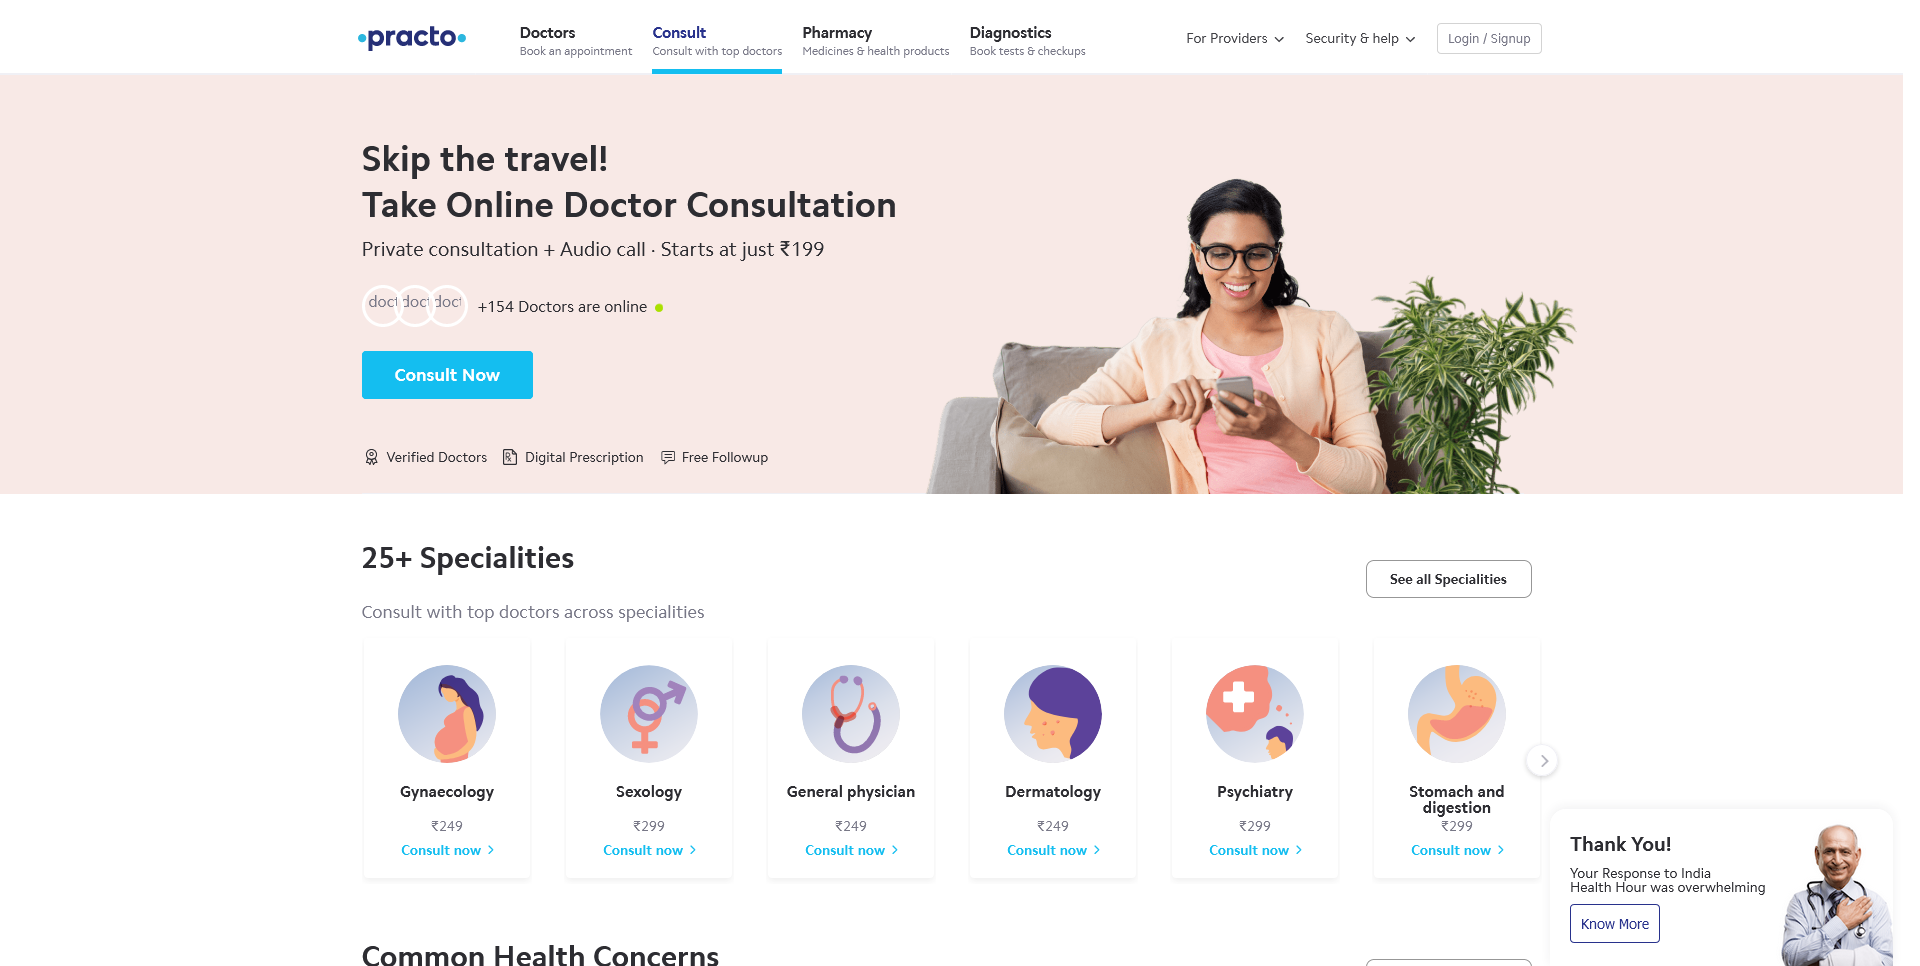 practo
Doctors
Book an appointment
Consult
Consult with top doctors
Pharmacy
Medicines & health products
Diagnostics
Book tests & checkups
For Providers
Security & help
Login / Signup
Skip the travel!
Take Online Doctor Consultation
Private consultation + Audio call · Starts at just ₹199
doct doct doct
+154 Doctors are online
Consult Now
Verified Doctors
Digital Prescription
Free Followup
25+ Specialities
See all Specialities
Consult with top doctors across specialities
Gynaecology
₹249
Consult now
Sexology
₹299
Consult now
General physician
₹249
Consult now
Dermatology
₹249
Consult now
Psychiatry
₹299
Consult now
Stomach and
digestion
₹299
Consult now
Thank You!
Your Response to India
Health Hour was overwhelming
Know More
Common Health Concerns